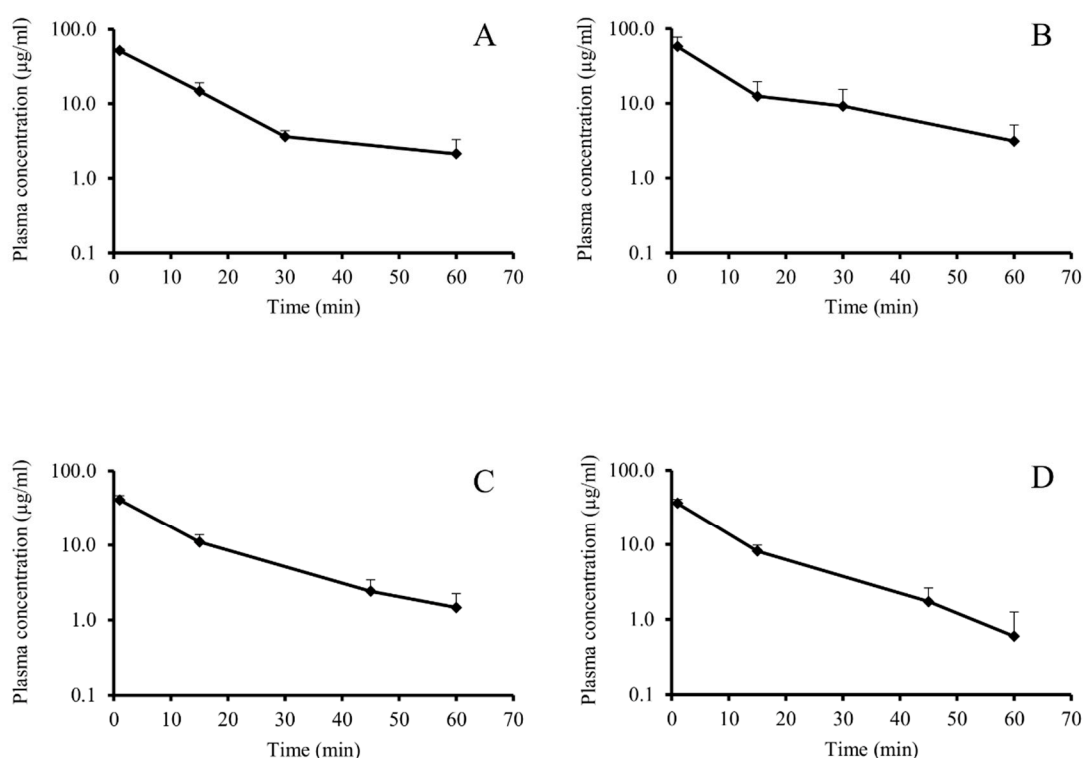 A
Plasma concentration (µg/ml)
100.0
10.0
1.0
0.1
0 10 20 30 40 50 60 70
Time (min)
B
Plasma concentration (µg/ml)
100.0
10.0
1.0
0.1
0 10 20 30 40 50 60 70
Time (min)
C
Plasma concentration (µg/ml)
100.0
10.0
1.0
0.1
0 10 20 30 40 50 60 70
Time (min)
D
Plasma concentratiom (µg/ml)
100.0
10.0
1.0
0.1
0 10 20 30 40 50 60 70
Time (min)